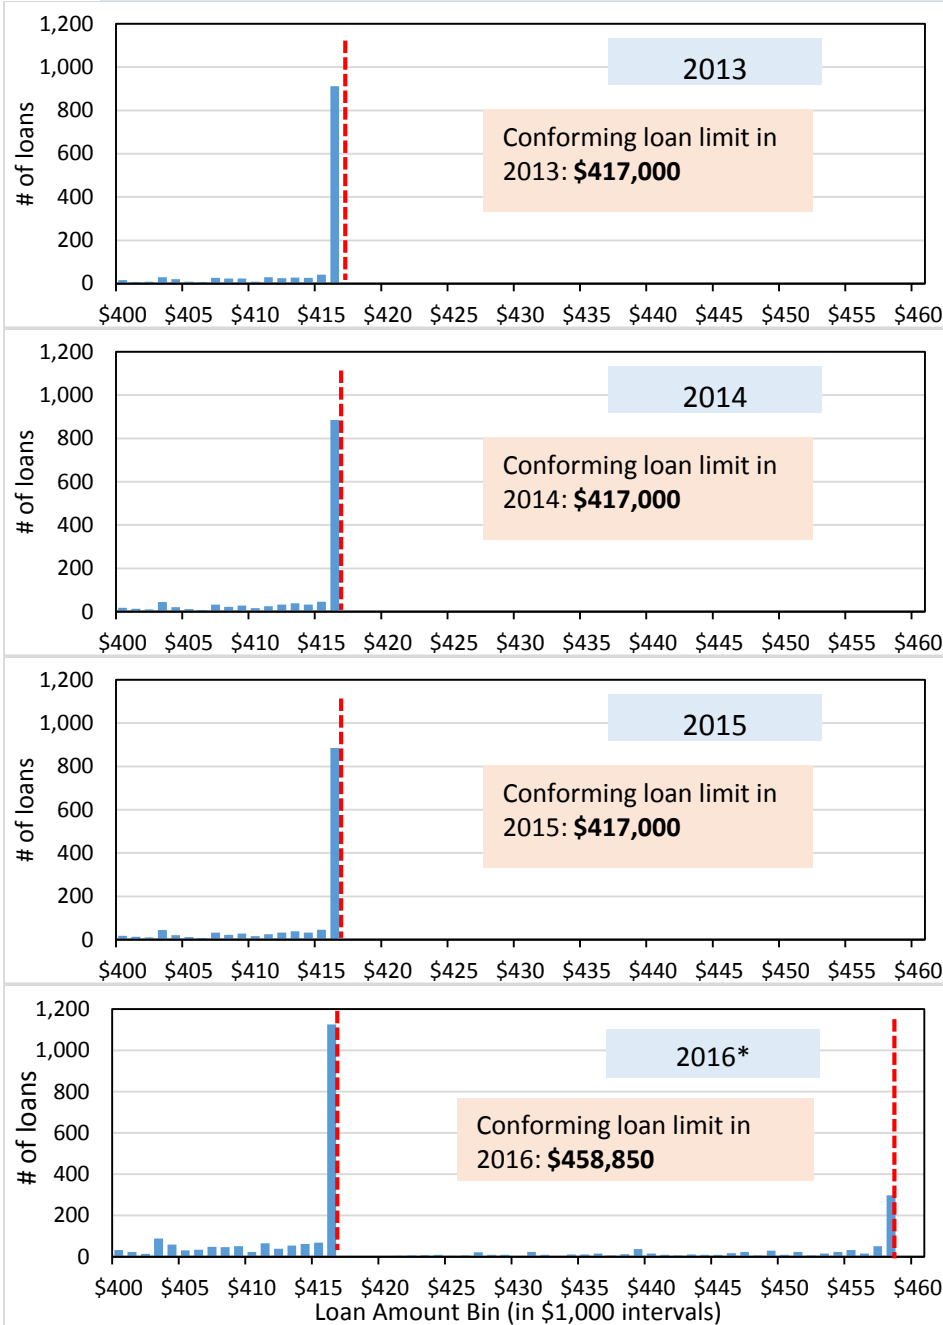 1,200
1,000
800
600
400
200
0
# of loans
2013
Conforming loan limit in
2013: $417,000
$400 $405 $410 $415 $420 $425 $430 $435 $440 $445 $450 $455 $460
1,200
1,000
800
600
400
200
0
# of loans
2014
Conforming loan limit in
2014: $417,000
$400 $405 $410 $415 $420 $425 $430 $435 $440 $445 $450 $455 $460
1,200
1,000
800
600
400
200
0
# of loans
2015
Conforming loan limit in
2015: $417,000
$400 $405 $410 $415 $420 $425 $430 $435 $440 $445 $450 $455 $460
1,200
1,000
800
600
400
200
0
# of loans
2016*
Conforming loan limit in
2016: $458,850
$400 $405 $410 $415 $420 $425 $430 $435 $440 $445 $450 $455 $460
Loan Amount Bin (in $1,000 intervals)